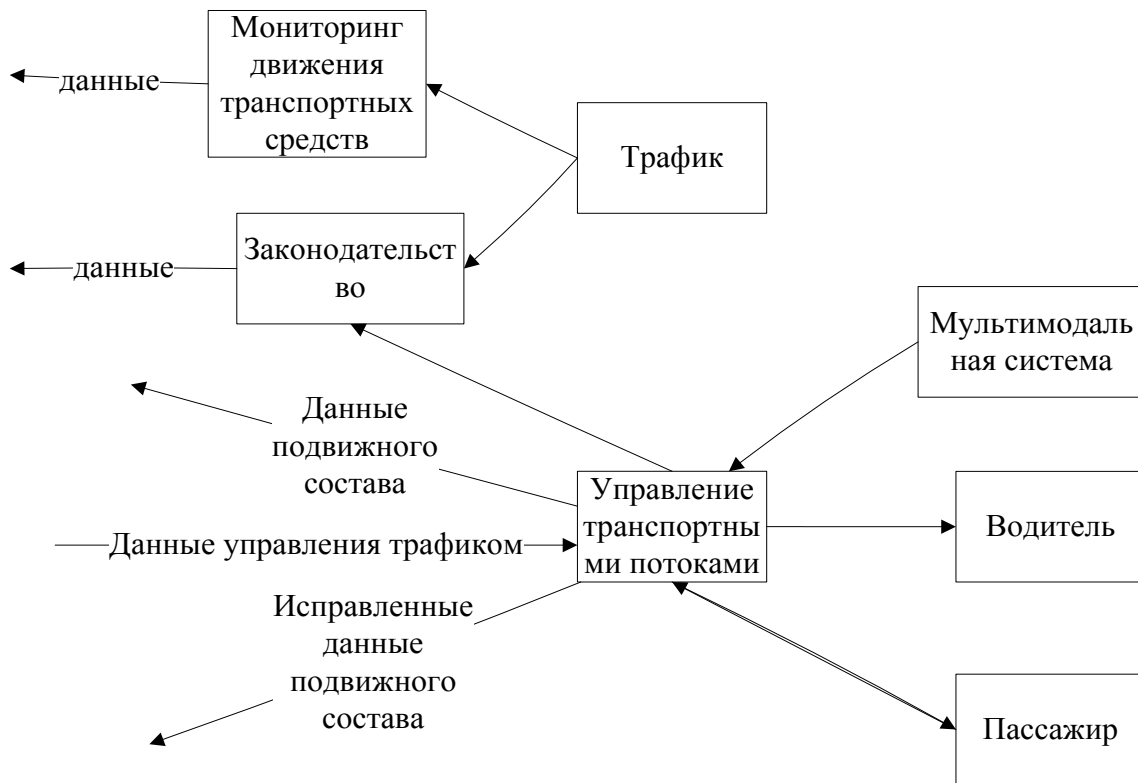 Мониторинг
движения
транспортных
средств
данные
Трафик
Законодательст
во
данные
Мультимодаль
ная система
Данные
подвижного
состава
Управление
транспортны
ми потоками
Водитель
Данные управления трафиком
Исправленные
данные
подвижного
состава
Пассажир